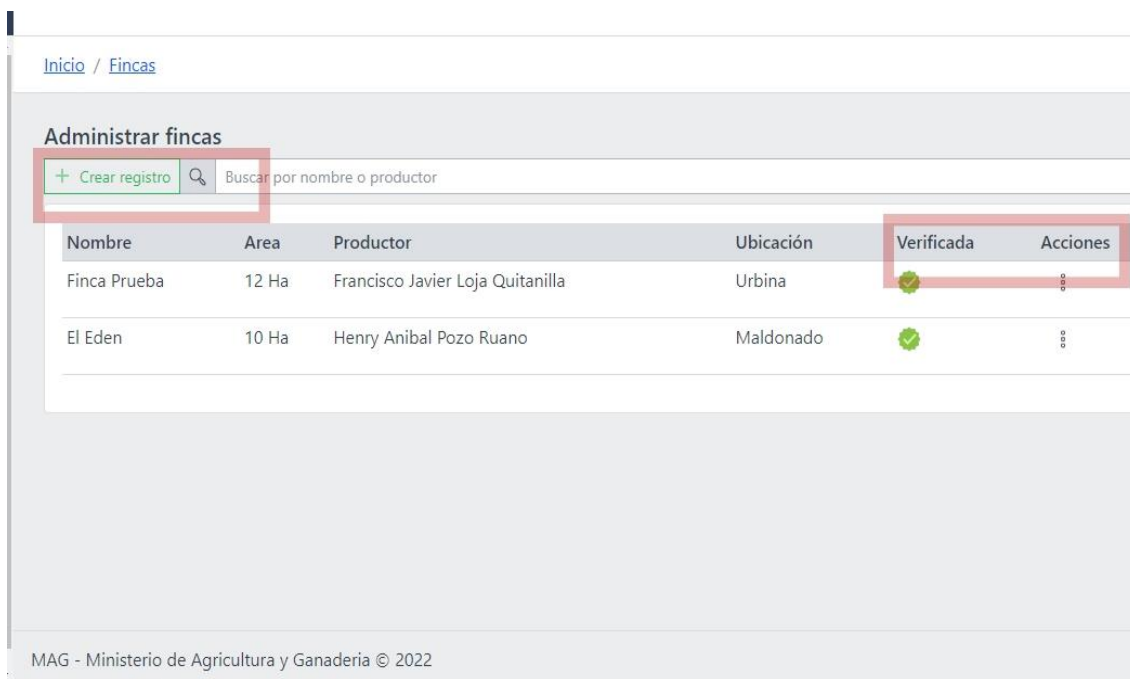 Inicio / Fincas
Administrar fincas
+ Crear registro Buscar por nombre o productor
Nombre Area Productor Ubicación Verificada Acciones
Finca Prueba 12 Ha Francisco Javier Loja Quitanilla Urbina
El Eden 10 Ha Henry Anibal Pozo Ruano Maldonado
MAG - Ministerio de Agricultura y Ganaderia © 2022